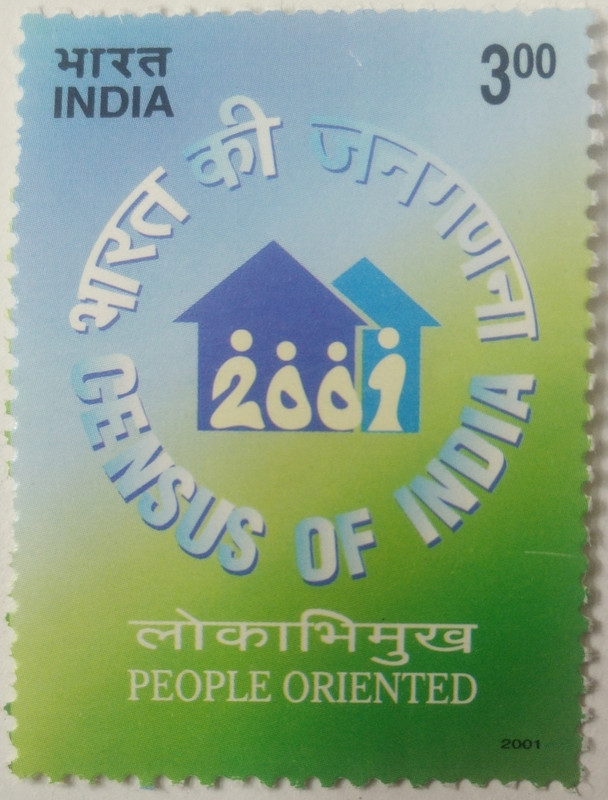 भारत
INDIA
3.00
भारत की जनगणना
2001
CENSUS OF INDIA
लोकाभिमुख
PEOPLE ORIENTED
2001